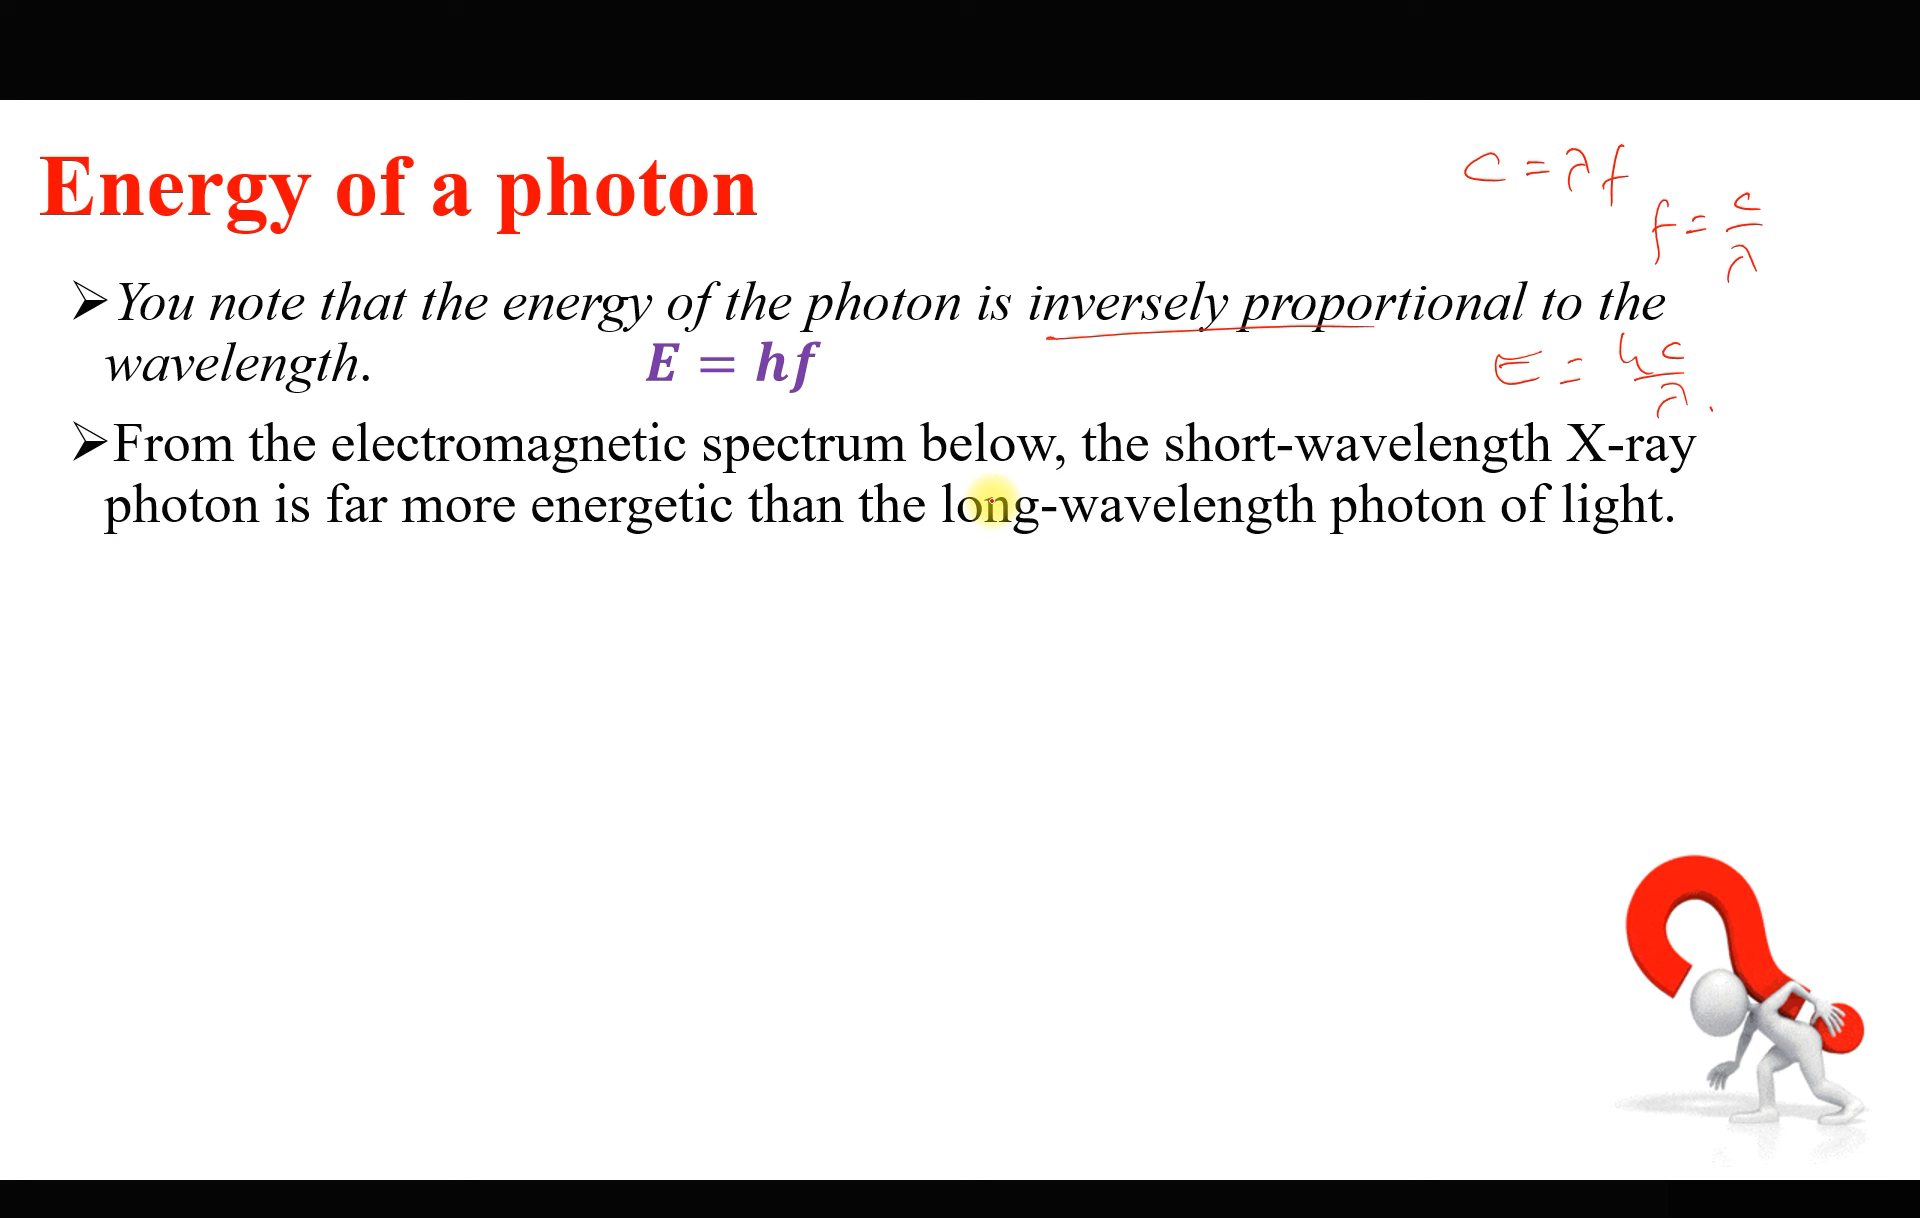 Energy of a photon
c = λf
f = c/λ
➢You note that the energy of the photon is inversely proportional to the
wavelength. E = hf
E = hc/λ.
➢From the electromagnetic spectrum below, the short-wavelength X-ray
photon is far more energetic than the long-wavelength photon of light.